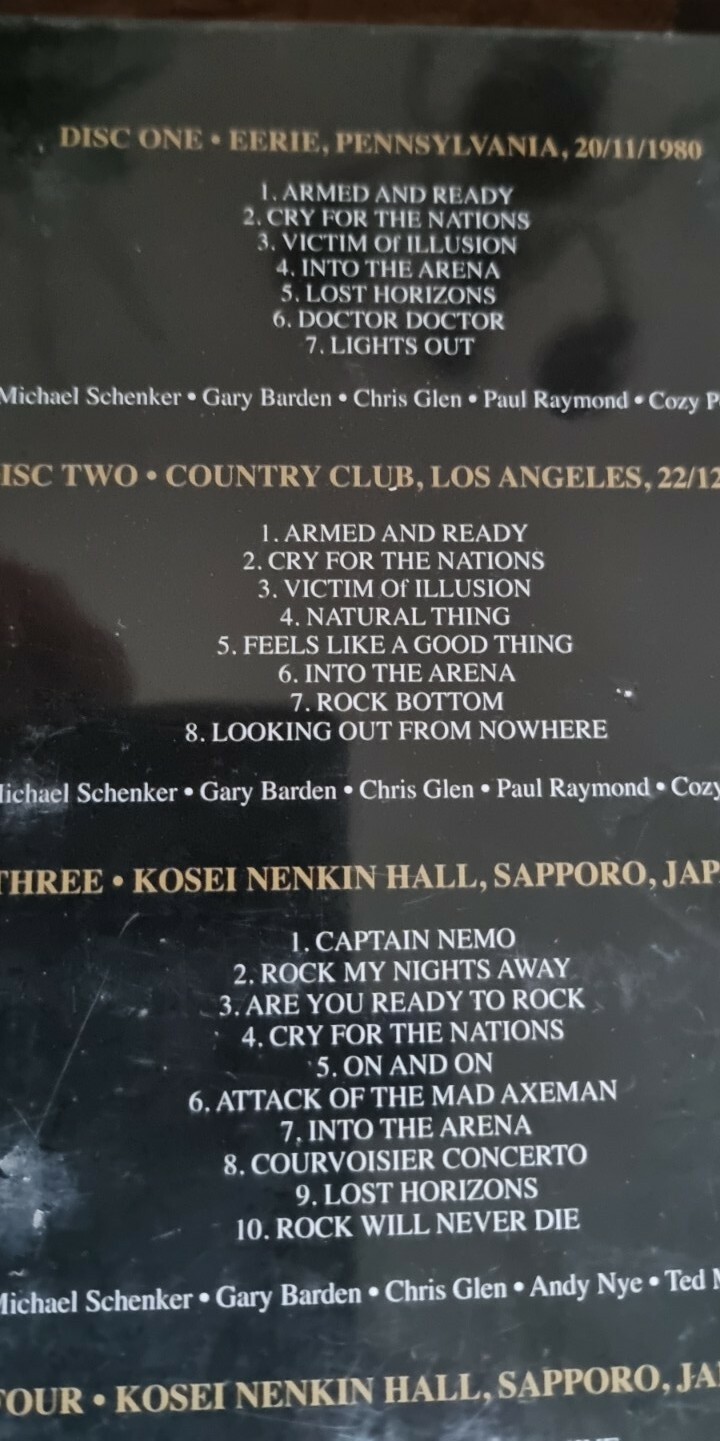 DISC ONE • EERIE, PENNSYLVANIA, 20/11/1980
1. ARMED AND READY
2. CRY FOR THE NATIONS
3. VICTIM Of ILLUSION
4. INTO THE ARENA
5. LOST HORIZONS
6. DOCTOR DOCTOR
7. LIGHTS OUT
Michael Schenker • Gary Barden • Chris Glen • Paul Raymond • Cozy P
ISC TWO • COUNTRY CLUB, LOS ANGELES, 22/12
1. ARMED AND READY
2. CRY FOR THE NATIONS
3. VICTIM Of ILLUSION
4. NATURAL THING
5. FEELS LIKE A GOOD THING
6. INTO THE ARENA
7. ROCK BOTTOM
8. LOOKING OUT FROM NOWHERE
Michael Schenker • Gary Barden • Chris Glen • Paul Raymond • Cozy
THREE • KOSEI NENKIN HALL, SAPPORO, JAP
1. CAPTAIN NEMO
2. ROCK MY NIGHTS AWAY
3. ARE YOU READY TO ROCK
4. CRY FOR THE NATIONS
5. ON AND ON
6. ATTACK OF THE MAD AXEMAN
7. INTO THE ARENA
8. COURVOISIER CONCERTO
9. LOST HORIZONS
10. ROCK WILL NEVER DIE
Michael Schenker • Gary Barden • Chris Glen • Andy Nye • Ted M
FOUR • KOSEI NENKIN HALL, SAPPORO, JA